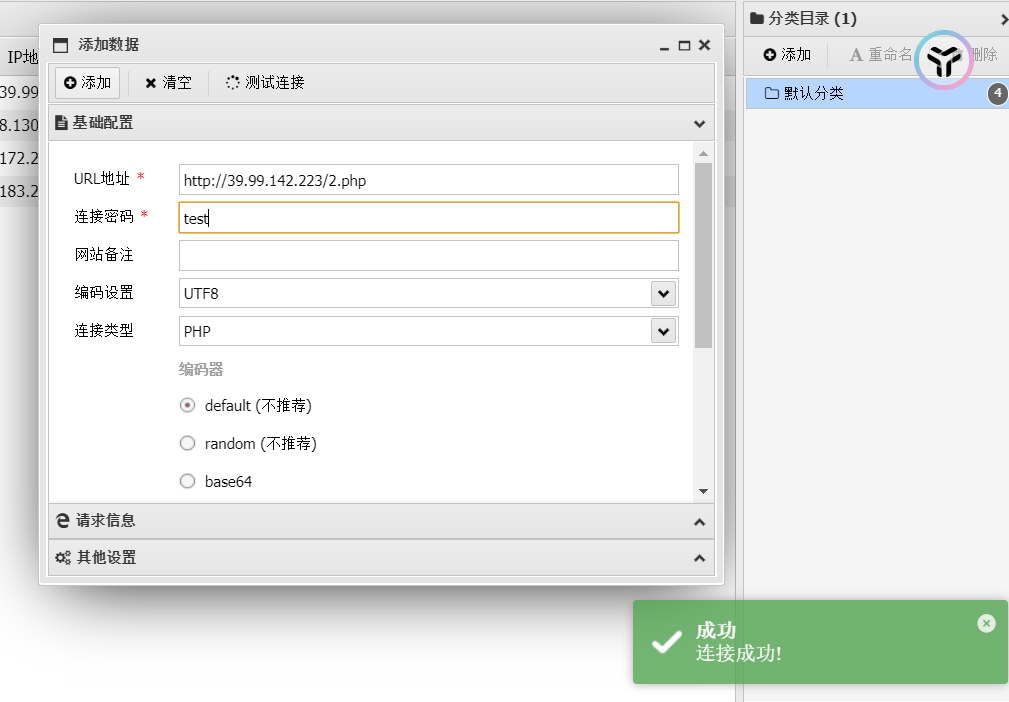 IP地
39.99
8.130
172.2
183.2
添加数据
添加 清空 测试连接
基础配置
URL地址 * http://39.99.142.223/2.php
连接密码 * test
网站备注
编码设置 UTF8
连接类型 PHP
编码器
default (不推荐)
random (不推荐)
base64
请求信息
其他设置
分类目录 (1)
添加 重命名 删除
默认分类 4
成功
连接成功!